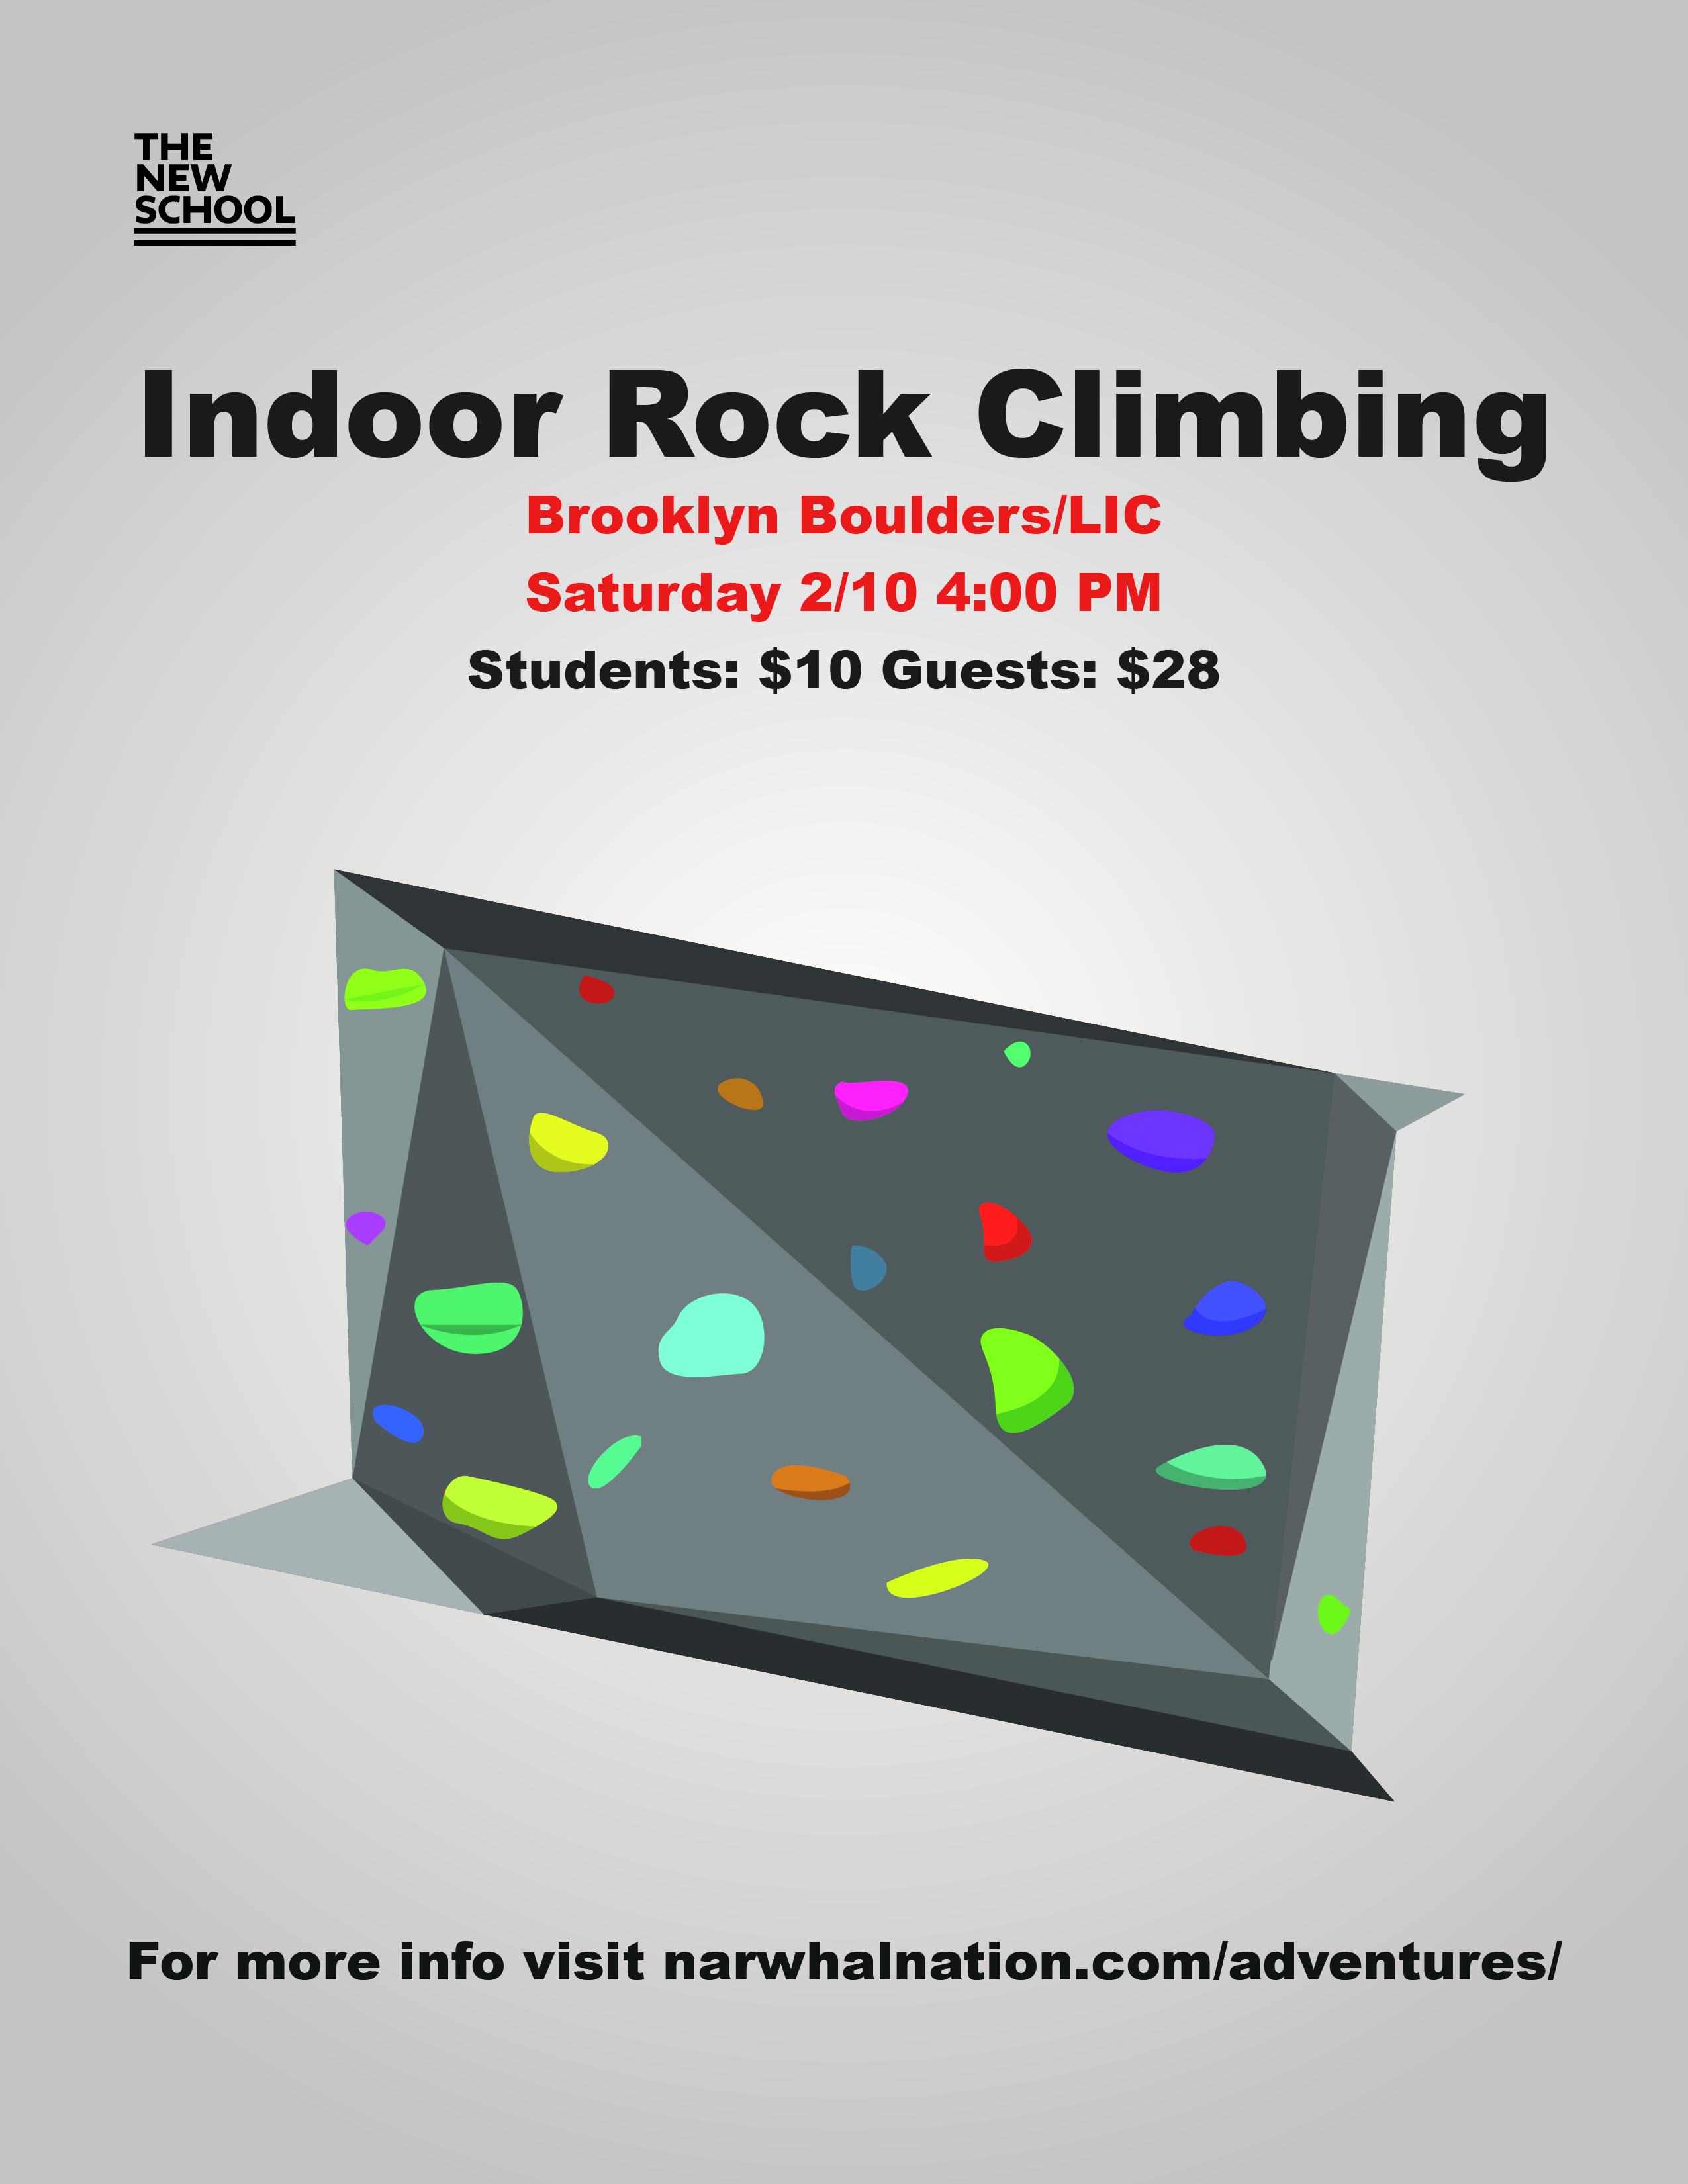 THE
NEW
SCHOOL
Indoor Rock Climbing
Brooklyn Boulders/LIC
Saturday 2/10 4:00 PM
Students: $10 Guests: $28
For more info visit narwhalnation.com/adventures/